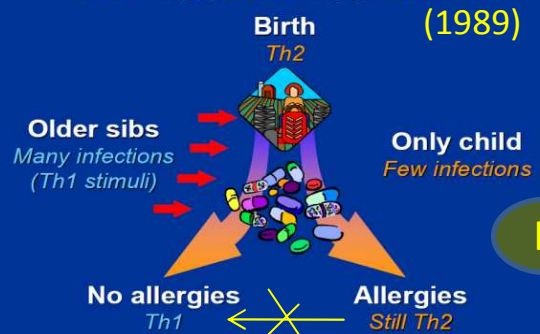 (1989)
Birth
Th2
Older sibs
Many infections
(Th1 stimuli)
Only child
Few infections
No allergies
Th1
Allergies
Still Th2